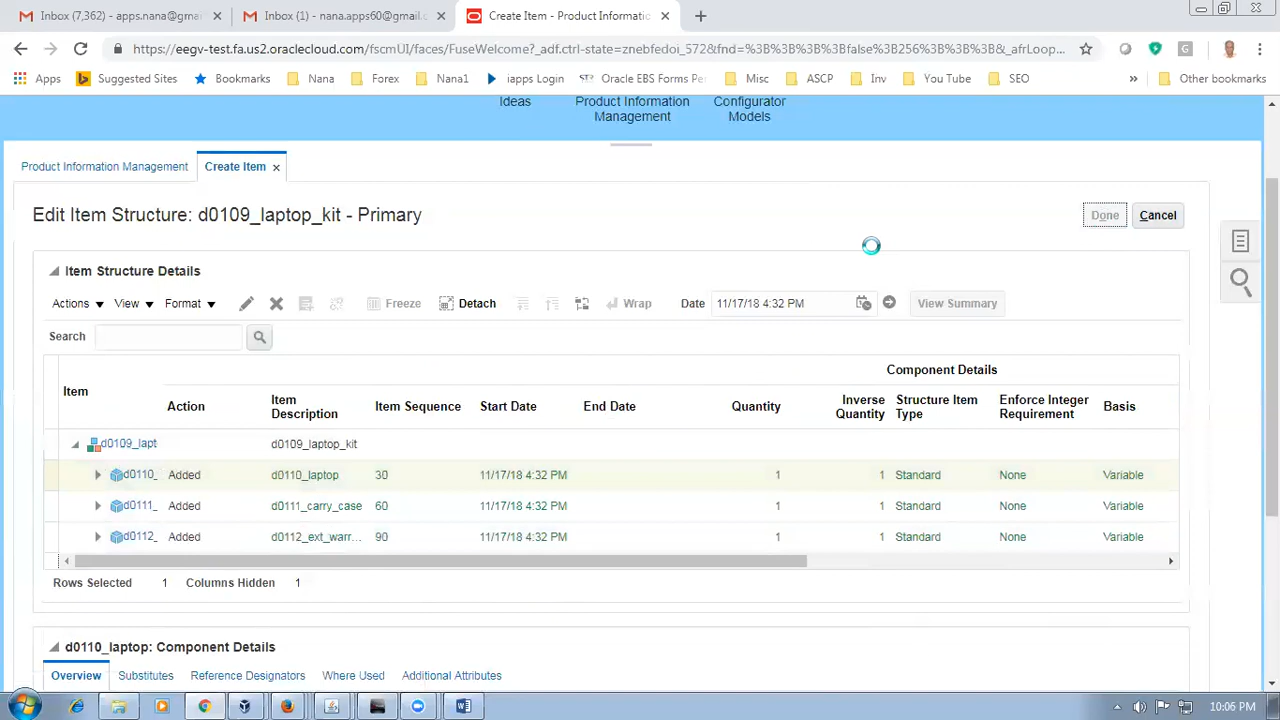 Inbox (7,362) - apps.nana@gma
Inbox (1) - nana.apps60@gmail.c
Create Item - Product Informatio
https://eegv-test.fa.us2.oraclecloud.com/fscmUI/faces/FuseWelcome?_adf.ctrl-state=znebfedoi_572&fnd=%3B%3B%3B%3Bfalse%3B256%3B%3B%3B&_afrLoop...
Apps
Suggested Sites
Bookmarks
Nana
Forex
Nana1
iapps Login
Oracle EBS Forms Pe
Misc
ASCP
Inv
You Tube
SEO
»
Other bookmarks
Ideas
Product Information
Management
Configurator
Models
Product Information Management
Create Item
Edit Item Structure: d0109_laptop_kit - Primary
Done
Cancel
Item Structure Details
Actions
View
Format
Freeze
Detach
Wrap
Date
11/17/18 4:32 PM
View Summary
Search
Component Details
Item
Action
Item
Description
Item Sequence
Start Date
End Date
Quantity
Inverse
Quantity
Structure Item
Type
Enforce Integer
Requirement
Basis
d0109_lapt
d0109_laptop_kit
d0110_ Added d0110_laptop 30 11/17/18 4:32 PM 1 1 Standard None Variable
d0111_ Added d0111_carry_case 60 11/17/18 4:32 PM 1 1 Standard None Variable
d0112_ Added d0112_ext_warr... 90 11/17/18 4:32 PM 1 1 Standard None Variable
Rows Selected 1 Columns Hidden 1
d0110_laptop: Component Details
Overview
Substitutes
Reference Designators
Where Used
Additional Attributes
10:06 PM